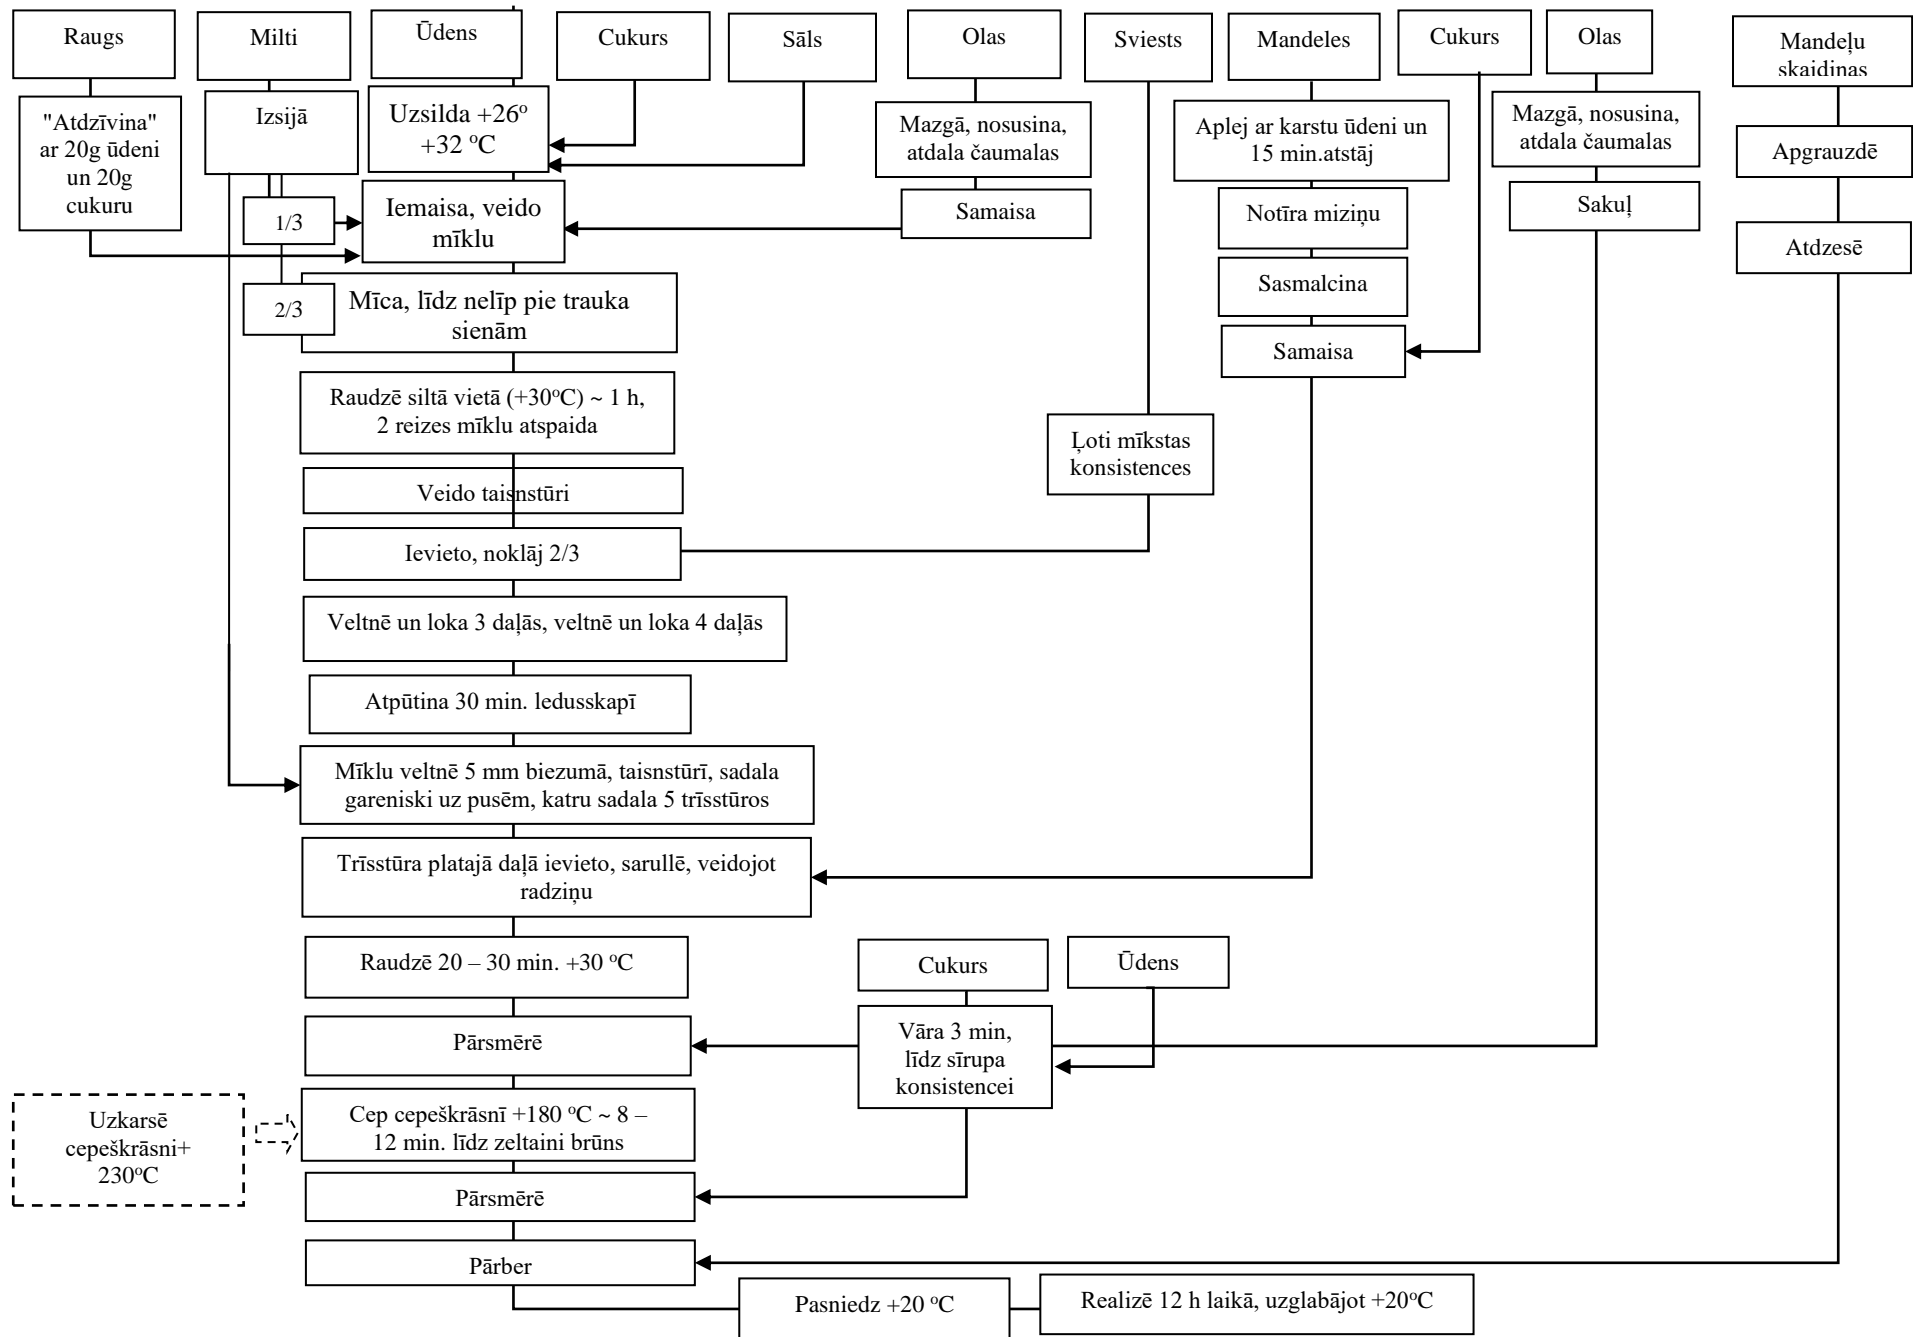 Raugs
Milti
Ūdens
Cukurs
Sāls
Olas
Sviests
Mandeles
Cukurs
Olas
Mandeļu
skaidiņas
"Atdzīvina"
ar 20g ūdeni
un 20g
cukuru
Izsijā
Uzsilda +26º
+32 ºC
Mazgā, nosusina,
atdala čaumalas
Aplej ar karstu ūdeni un
15 min.atstāj
Mazgā, nosusina,
atdala čaumalas
Apgrauzdē
1/3
Iemaisa, veido
mīklu
Samaisa
Notīra miziņu
Sakuļ
Atdzesē
2/3
Mīca, līdz nelīp pie trauka
sienām
Sasmalcina
Samaisa
Raudzē siltā vietā (+30ºC) ~ 1 h,
2 reizes mīklu atspaida
Ļoti mīkstas
konsistences
Veido taisnstūri
Ievieto, noklāj 2/3
Veltnē un loka 3 daļās, veltnē un loka 4 daļās
Atpūtina 30 min. ledusskapī
Mīklu veltnē 5 mm biezumā, taisnstūrī, sadala
gareniski uz pusēm, katru sadala 5 trīsstūros
Trīsstūra platajā daļā ievieto, sarullē, veidojot
radziņu
Raudzē 20 – 30 min. +30 ºC
Cukurs
Ūdens
Pārsmērē
Vāra 3 min,
līdz sīrupa
konsistencei
Uzkarsē
cepeškrāsni+
230ºC
Cep cepeškrāsnī +180 ºC ~ 8 –
12 min. līdz zeltaini brūns
Pārsmērē
Pārber
Pasniedz +20 ºC
Realizē 12 h laikā, uzglabājot +20ºC